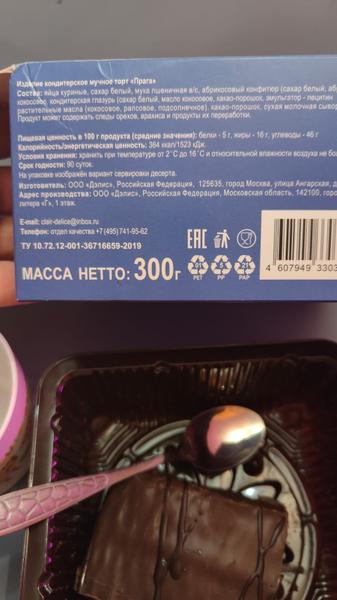 Изделие кондитерское мучное торт «Прага»
Состав: яйца куриные, сахар белый, мука пшеничная в/с, абрикосовый конфитюр (сахар белый,
кокосовое, кондитерская глазурь (сахар белый, масло кокосовое, какао-порошок, эмульгатор - лецитин
растительные масла (кокосовое, рапсовое, подсолнечное), какао-порошок, сухая молочная
Продукт может содержать следы орехов, арахиса и продукты их переработки.
Пищевая ценность в 100 г продукта (средние значения): белки - 5 г, жиры - 16 г, углеводы - 46 г
Калорийность/энергетическая ценность: 364 ккал/1523 кДж.
Условия хранения: хранить при температуре от 2°С до 16°С и относительной влажности воздуха не
Срок годности: 90 суток.
На упаковке изображён вариант сервировки десерта.
Изготовитель: ООО «Дэлис», Российская Федерация, 125635, город Москва, улица Ангарская,
Адрес производства: ООО «Дэлис», Российская Федерация, Московская область, 142100,
литера «Г», 1 этаж.
E-mail: clair-delice@inbox.ru
Телефон: отдел качества +7(495)741-95-62
ТУ 10.72.12-001-36716659-2019
МАССА НЕТТО: 300г
EAC
01 5 21
PET PP PAP
4 607949 3303